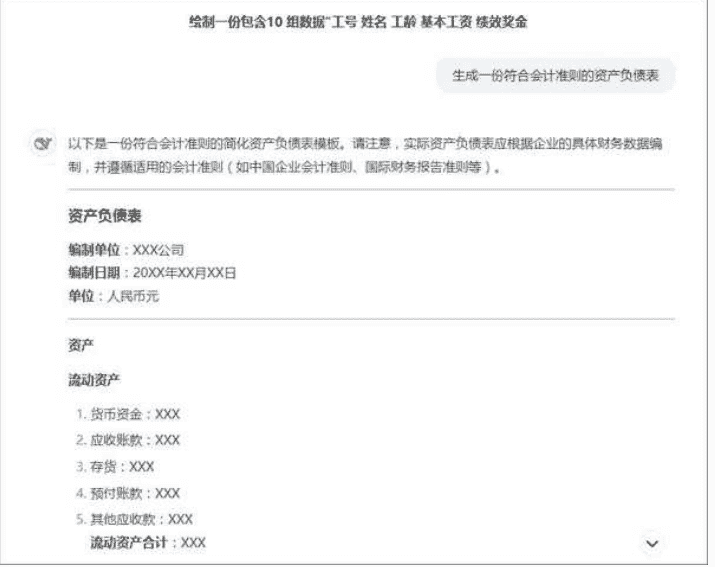 绘制一份包含10 组数据“工号 姓名 工龄 基本工资 绩效奖金
生成一份符合会计准则的资产负债表
以下是一份符合会计准则的简化资产负债表模板。请注意，实际资产负债表应根据企业的具体财务数据编
制，并遵循适用的会计准则（如中国企业会计准则、国际财务报告准则等）。
资产负债表
编制单位：XXX公司
编制日期：20XX年XX月XX日
单位：人民币元
资产
流动资产
1. 货币资金：XXX
2. 应收账款：XXX
3. 存货：XXX
4. 预付账款：XXX
5. 其他应收款：XXX
流动资产合计：XXX